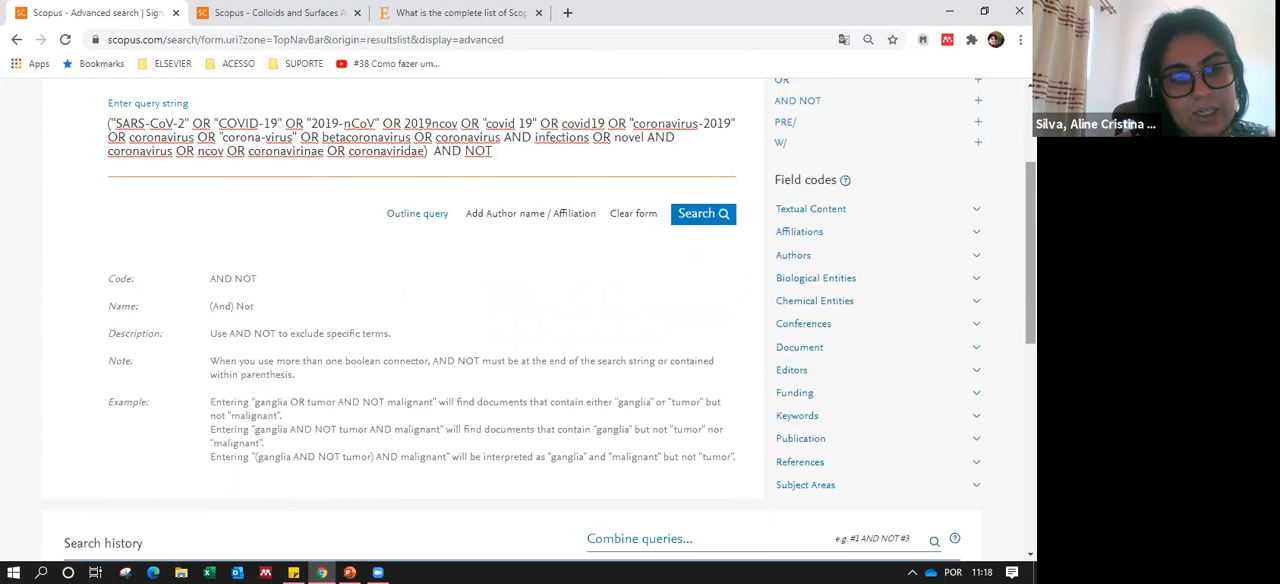 Scopus - Advanced search | Sign
Scopus - Colloids and Surfaces A
What is the complete list of Scop
scopus.com/search/form.uri?zone=TopNavBar&origin=resultslist&display=advanced
Apps
Bookmarks
ELSEVIER
ACESSO
SUPORTE
#38 Como fazer um...
Enter query string
("SARS-CoV-2" OR "COVID-19" OR "2019-nCoV" OR 2019ncov OR "covid 19" OR covid19 OR "coronavirus-2019"
OR coronavirus OR "corona-virus" OR betacoronavirus OR coronavirus AND infections OR novel AND
coronavirus OR ncov OR coronavirinae OR coronaviridae) AND NOT
Outline query
Add Author name / Affiliation
Clear form
Search
Code:
AND NOT
Name:
(And) Not
Description:
Use AND NOT to exclude specific terms.
Note:
When you use more than one boolean connector, AND NOT must be at the end of the search string or contained
within parenthesis.
Example:
Entering "ganglia OR tumor AND NOT malignant" will find documents that contain either "ganglia" or "tumor" but
not "malignant".
Entering "ganglia AND NOT tumor AND malignant" will find documents that contain "ganglia" but not "tumor" nor
"malignant".
Entering "(ganglia AND NOT tumor) AND malignant" will be interpreted as "ganglia" and "malignant" but not "tumor".
OR
AND NOT
PRE/
W/
Field codes
Textual Content
Affiliations
Authors
Biological Entities
Chemical Entities
Conferences
Document
Editors
Funding
Keywords
Publication
References
Subject Areas
Search history
Combine queries...
e.g. #1 AND NOT #3
Silva, Aline Cristina ...
POR
11:18